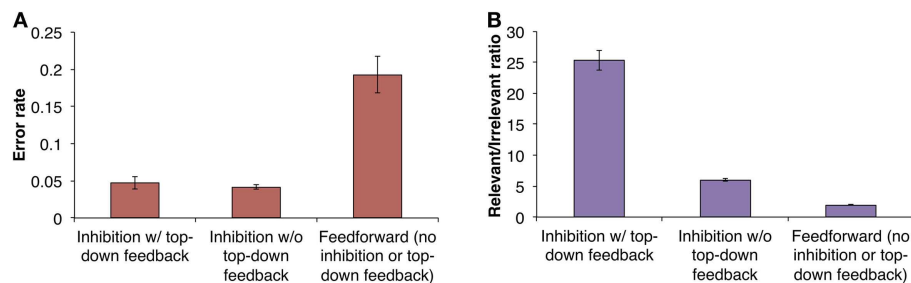 A
Error rate
0.25
0.2
0.15
0.1
0.05
0
Inhibition w/ top-
down feedback
Inhibition w/o
top-down
feedback
Feedforward (no
inhibition or top-
down feedback)
B
Relevant/Irrelevant ratio
30
25
20
15
10
5
0
Inhibition w/ top-
down feedback
Inhibition w/o
top-down
feedback
Feedforward (no
inhibition or top-
down feedback)